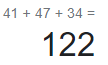 41 + 47 + 34 =
122